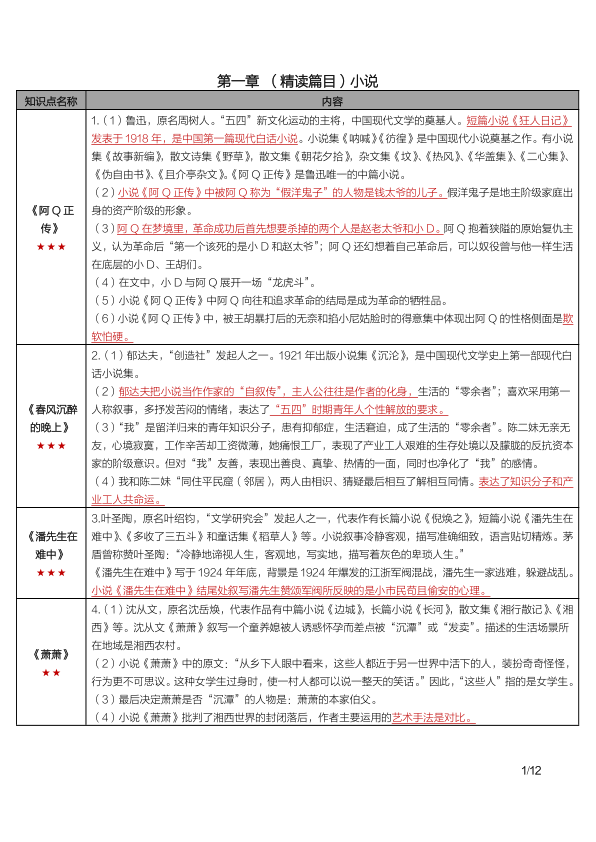 第一章 （精读篇目）小说
知识点名称
内容
《阿 Q 正
传》
★★★
1.（1）鲁迅，原名周树人。“五四”新文化运动的主将，中国现代文学的奠基人。短篇小说《狂人日记》
发表于 1918 年，是中国第一篇现代白话小说。小说集《呐喊》《彷徨》是中国现代小说奠基之作。有小说
集《故事新编》，散文诗集《野草》，散文集《朝花夕拾》，杂文集《坟》、《热风》、《华盖集》、《二心集》、
《伪自由书》、《且介亭杂文》。《阿 Q 正传》是鲁迅唯一的中篇小说。
（2）小说《阿 Q 正传》中被阿 Q 称为“假洋鬼子”的人物是钱太爷的儿子。假洋鬼子是地主阶级家庭出
身的资产阶级的形象。
（3）阿 Q 在梦境里，革命成功后首先想要杀掉的两个人是赵老太爷和小 D。阿 Q 抱着狭隘的原始复仇主
义，认为革命后“第一个该死的是小 D 和赵太爷”；阿 Q 还幻想着自己革命后，可以奴役曾与他一样生活
在底层的小 D、王胡们。
（4）在文中，小 D 与阿 Q 展开一场“龙虎斗”。
（5）小说《阿 Q 正传》中阿 Q 向往和追求革命的结局是成为革命的牺牲品。
（6）小说《阿 Q 正传》中，被王胡暴打后的无奈和掐小尼姑脸时的得意集中体现出阿 Q 的性格侧面是欺
软怕硬。
《春风沉醉
的晚上》
★★★
2.（1）郁达夫，“创造社”发起人之一。1921 年出版小说集《沉沦》，是中国现代文学史上第一部现代白
话小说集。
（2）郁达夫把小说当作作家的“自叙传”，主人公往往是作者的化身，生活的“零余者”；喜欢采用第一
人称叙事，多抒发苦闷的情绪，表达了“五四”时期青年人个性解放的要求。
（3）“我”是留洋归来的青年知识分子，患有抑郁症，生活窘迫，成了生活的“零余者”。陈二妹无亲无
友，心境寂寞，工作辛苦却工资微薄，她痛恨工厂，表现了产业工人艰难的生存处境以及朦胧的反抗资本
家的阶级意识。但对“我”友善，表现出善良、真挚、热情的一面，同时也净化了“我”的感情。
（4）我和陈二妹“同住平民窟（邻居），两人由相识、猜疑最后相互了解相互同情。表达了知识分子和产
业工人共命运。
《潘先生在
难中》
★★★
3.叶圣陶，原名叶绍钧，“文学研究会”发起人之一，代表作有长篇小说《倪焕之》，短篇小说《潘先生在
难中》、《多收了三五斗》和童话集《稻草人》等。小说叙事冷静客观，描写准确细致，语言贴切精炼。茅
盾曾称赞叶圣陶：“冷静地谛视人生，客观地，写实地，描写着灰色的卑琐人生。”
《潘先生在难中》写于 1924 年年底，背景是 1924 年爆发的江浙军阀混战，潘先生一家逃难，躲避战乱。
小说《潘先生在难中》结尾处叙写潘先生赞颂军阀所反映的是小市民苟且偷安的心理。
《萧萧》
★★
4.（1）沈从文，原名沈岳焕，代表作品有中篇小说《边城》，长篇小说《长河》，散文集《湘行散记》、《湘
西》等。沈从文《萧萧》叙写一个童养媳被人诱惑怀孕而差点被“沉潭”或“发卖”。描述的生活场景所
在地域是湘西农村。
（2）小说《萧萧》中的原文：“从乡下人眼中看来，这些人都近于另一世界中活下的人，装扮奇奇怪怪，
行为更不可思议。这种女学生过身时，使一村人都可以说一整天的笑话。”因此，“这些人”指的是女学生。
（3）最后决定萧萧是否“沉潭”的人物是：萧萧的本家伯父。
（4）小说《萧萧》批判了湘西世界的封闭落后，作者主要运用的艺术手法是对比。
1/12